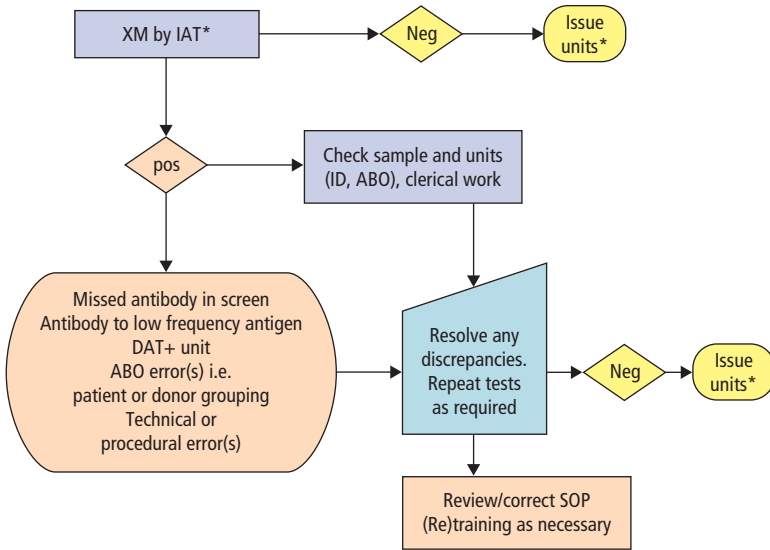 XM by IAT*
Neg
Issue
units*
pos
Check sample and units
(ID, ABO), clerical work
Missed antibody in screen
Antibody to low frequency antigen
DAT+ unit
ABO error(s) i.e.
patient or donor grouping
Technical or
procedural error(s)
Resolve any
discrepancies.
Repeat tests
as required
Neg
Issue
units*
Review/correct SOP
(Re)training as necessary